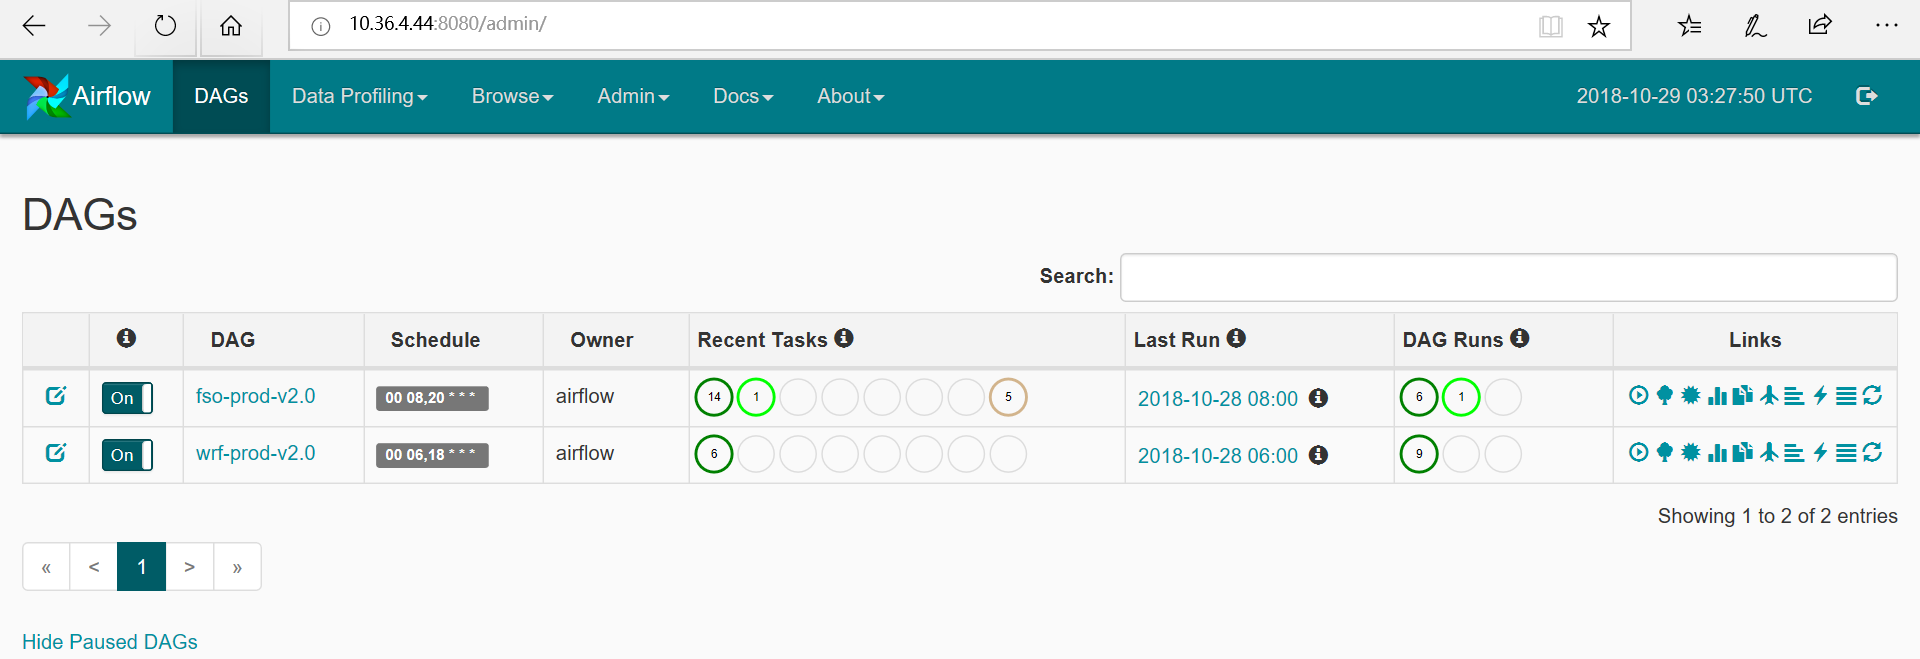 10.36.4.44:8080/admin/
Airflow DAGs Data Profiling Browse Admin Docs About 2018-10-29 03:27:50 UTC
DAGs
Search:
DAG Schedule Owner Recent Tasks Last Run DAG Runs Links
On fso-prod-v2.0 00 08,20 * * * airflow 14 1 5 2018-10-28 08:00 6 1
On wrf-prod-v2.0 00 06,18 * * * airflow 6 2018-10-28 06:00 9
Showing 1 to 2 of 2 entries
« < 1 > »
Hide Paused DAGs